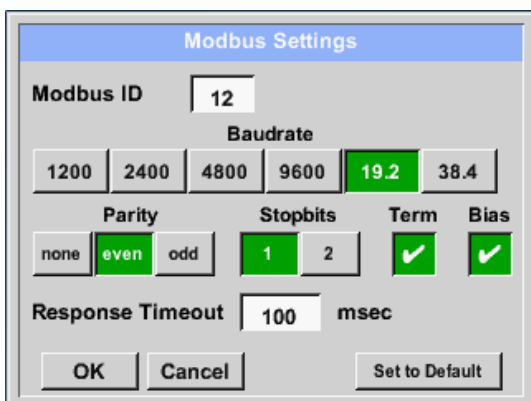 Modbus Settings
Modbus ID 12
Baudrate
1200 2400 4800 9600 19.2 38.4
Parity Stopbits Term Bias
none even odd 1 2
Response Timeout 100 msec
OK Cancel Set to Default